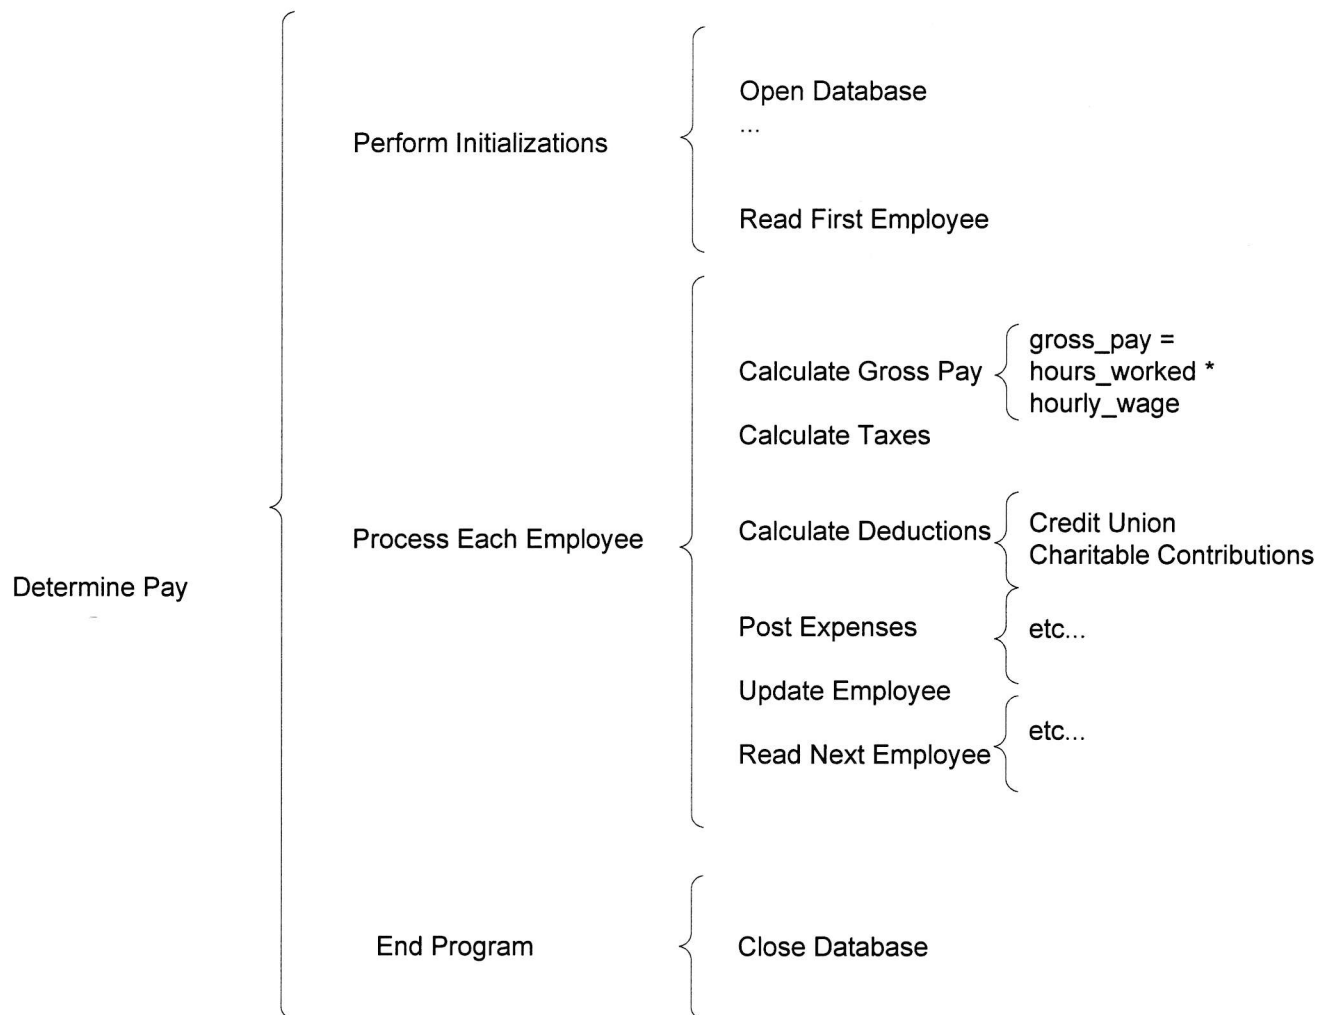 Determine Pay
Perform Initializations
Open Database
...
Read First Employee
Process Each Employee
Calculate Gross Pay
gross_pay =
hours_worked *
hourly_wage
Calculate Taxes
Calculate Deductions
Credit Union
Charitable Contributions
Post Expenses
etc...
Update Employee
Read Next Employee
etc...
End Program
Close Database